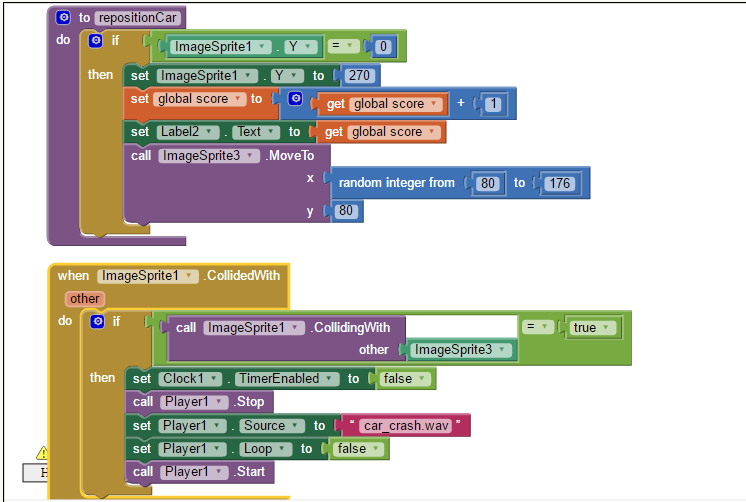 to repositionCar
do if ImageSprite1 . Y = 0
then set ImageSprite1 . Y to 270
set global score to get global score + 1
set Label2 . Text to get global score
call ImageSprite3 .MoveTo
x random integer from 80 to 176
y 80
when ImageSprite1 .CollidedWith
other
do if call ImageSprite1 .CollidingWith = true
other ImageSprite3
then set Clock1 . TimerEnabled to false
call Player1 .Stop
set Player1 . Source to " car_crash.wav "
set Player1 . Loop to false
call Player1 .Start